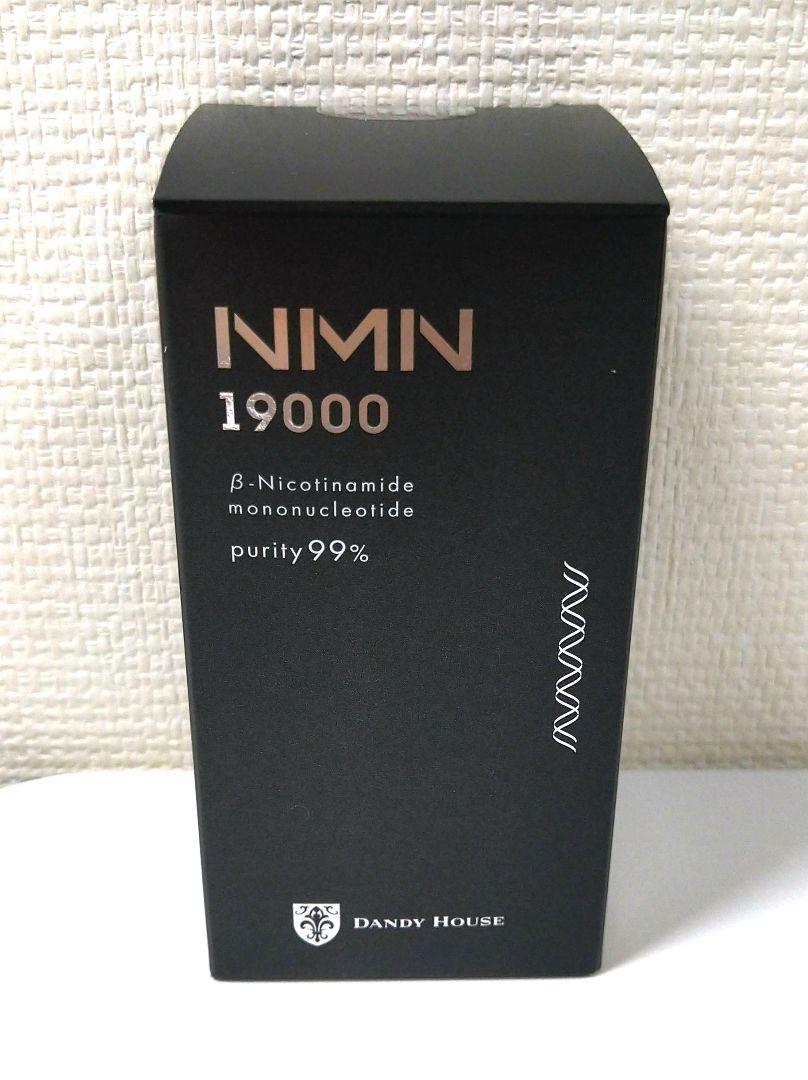 NMN
19000
β-Nicotinamide
mononucleotide
purity 99%
DANDY HOUSE